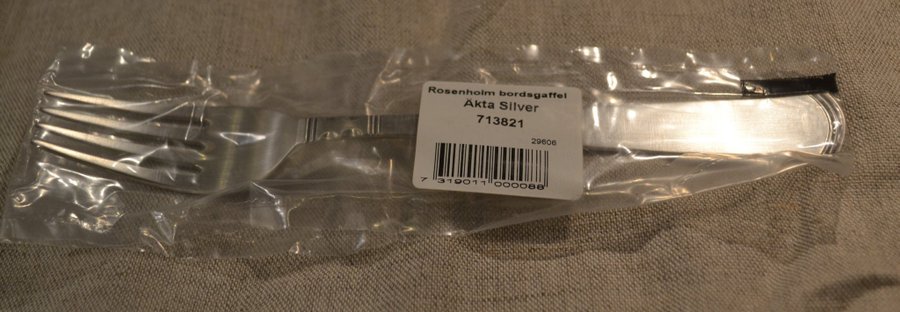 Rosenholm bordsgaffel
Äkta Silver
713821
29606
7 319011 000088